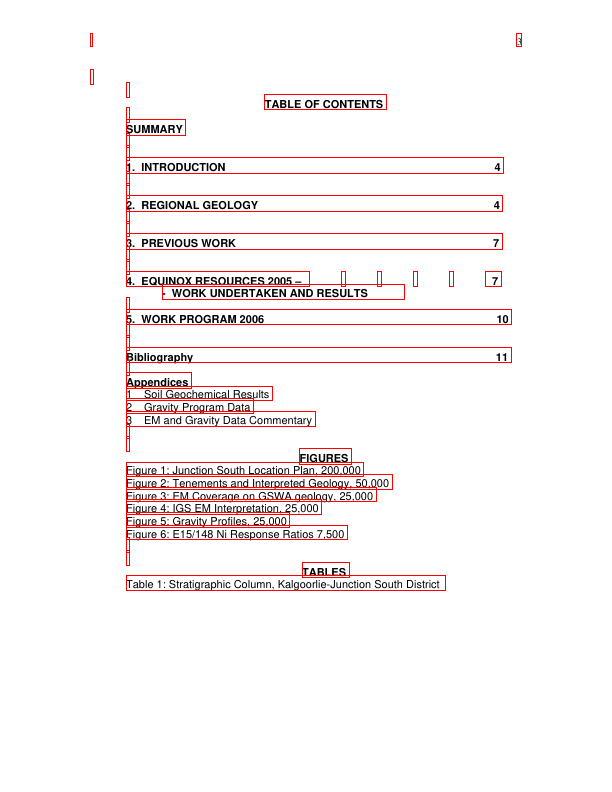 3
TABLE OF CONTENTS
SUMMARY
1. INTRODUCTION 4
2. REGIONAL GEOLOGY 4
3. PREVIOUS WORK 7
4. EQUINOX RESOURCES 2005 – 7
- WORK UNDERTAKEN AND RESULTS
5. WORK PROGRAM 2006 10
Bibliography 11
Appendices
1 Soil Geochemical Results
2 Gravity Program Data
3 EM and Gravity Data Commentary
FIGURES
Figure 1: Junction South Location Plan, 200,000
Figure 2: Tenements and Interpreted Geology, 50,000
Figure 3: EM Coverage on GSWA geology, 25,000
Figure 4: IGS EM Interpretation, 25,000
Figure 5: Gravity Profiles, 25,000
Figure 6: E15/148 Ni Response Ratios 7,500
TABLES
Table 1: Stratigraphic Column, Kalgoorlie-Junction South District